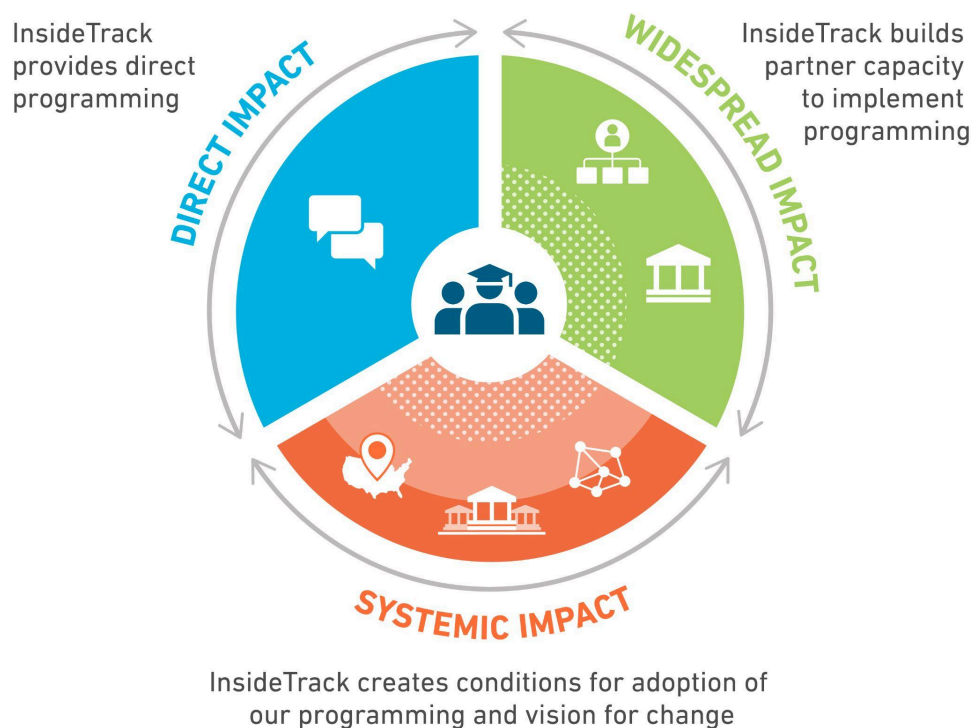 InsideTrack
provides direct
programming
DIRECT IMPACT
WIDESPREAD IMPACT
InsideTrack builds
partner capacity
to implement
programming
SYSTEMIC IMPACT
InsideTrack creates conditions for adoption of
our programming and vision for change